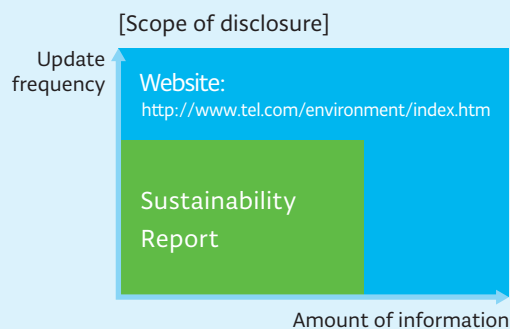 [Scope of disclosure]
Update
frequency
Website:
http://www.tel.com/environment/index.htm
Sustainability
Report
Amount of information